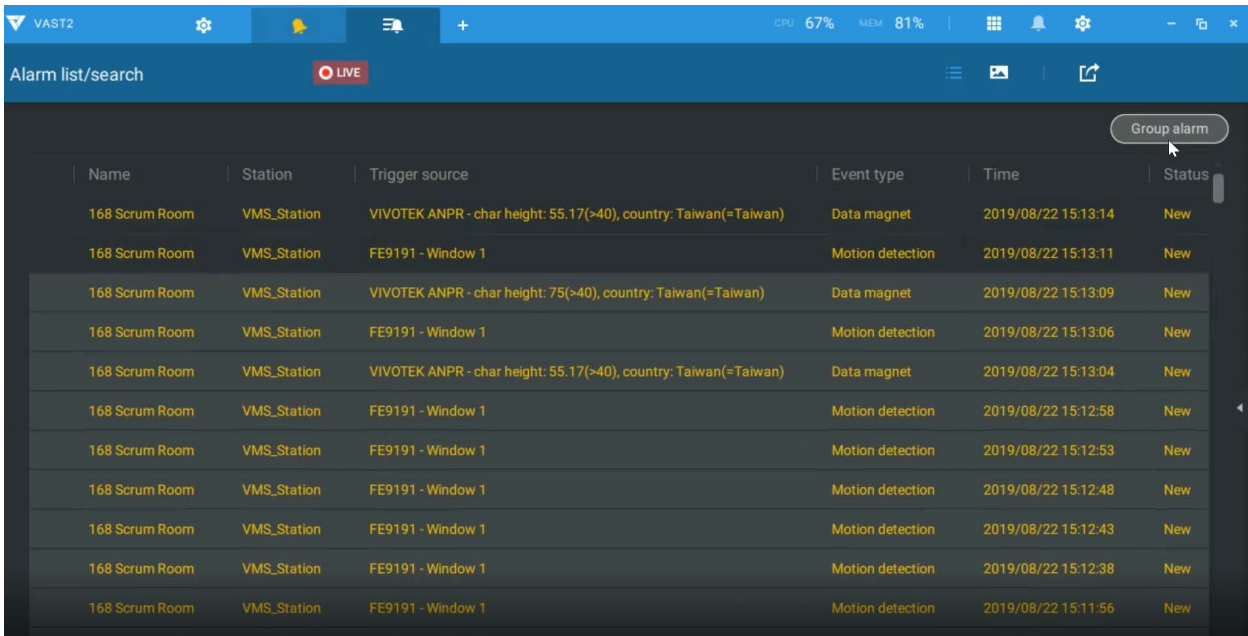 VAST2 CPU 67% MEM 81%
Alarm list/search LIVE
Group alarm
Name Station Trigger source Event type Time Status
168 Scrum Room VMS_Station VIVOTEK ANPR - char height: 55.17(>40), country: Taiwan(=Taiwan) Data magnet 2019/08/22 15:13:14 New
168 Scrum Room VMS_Station FE9191 - Window 1 Motion detection 2019/08/22 15:13:11 New
168 Scrum Room VMS_Station VIVOTEK ANPR - char height: 75(>40), country: Taiwan(=Taiwan) Data magnet 2019/08/22 15:13:09 New
168 Scrum Room VMS_Station FE9191 - Window 1 Motion detection 2019/08/22 15:13:06 New
168 Scrum Room VMS_Station VIVOTEK ANPR - char height: 55.17(>40), country: Taiwan(=Taiwan) Data magnet 2019/08/22 15:13:04 New
168 Scrum Room VMS_Station FE9191 - Window 1 Motion detection 2019/08/22 15:12:58 New
168 Scrum Room VMS_Station FE9191 - Window 1 Motion detection 2019/08/22 15:12:53 New
168 Scrum Room VMS_Station FE9191 - Window 1 Motion detection 2019/08/22 15:12:48 New
168 Scrum Room VMS_Station FE9191 - Window 1 Motion detection 2019/08/22 15:12:43 New
168 Scrum Room VMS_Station FE9191 - Window 1 Motion detection 2019/08/22 15:12:38 New
168 Scrum Room VMS_Station FE9191 - Window 1 Motion detection 2019/08/22 15:11:56 New